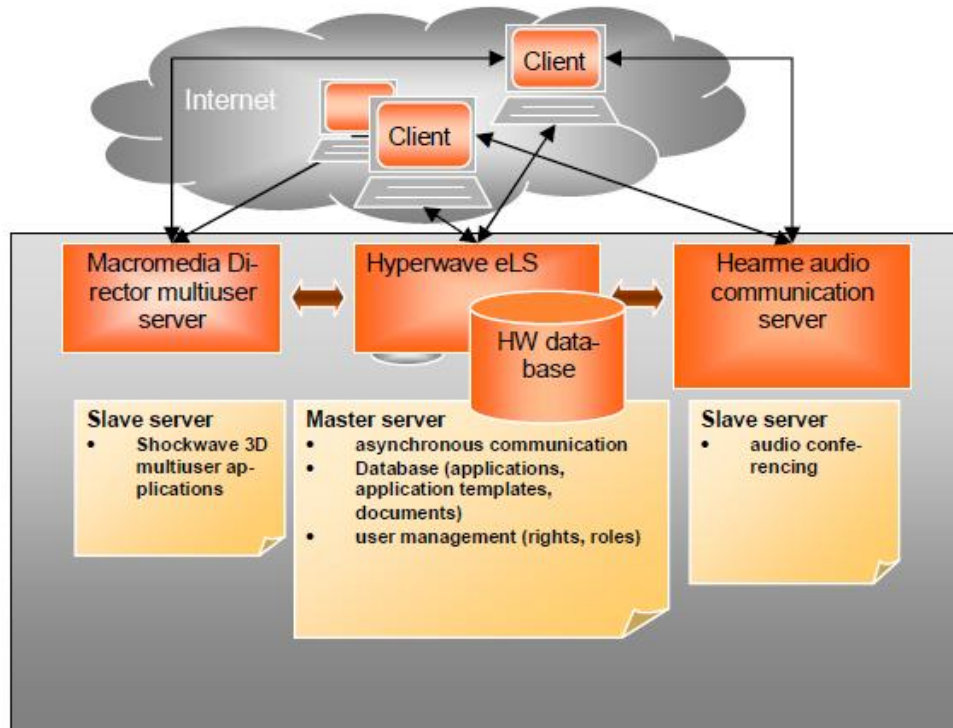 Client
Internet
Client
Macromedia Di-
rector multiuser
server
Hyperwave eLS
HW data-
base
Hearme audio
communication
server
Slave server
• Shockwave 3D
multiuser ap-
plications
Master server
• asynchronous communication
• Database (applications,
application templates,
documents)
• user management (rights, roles)
Slave server
• audio confe-
rencing